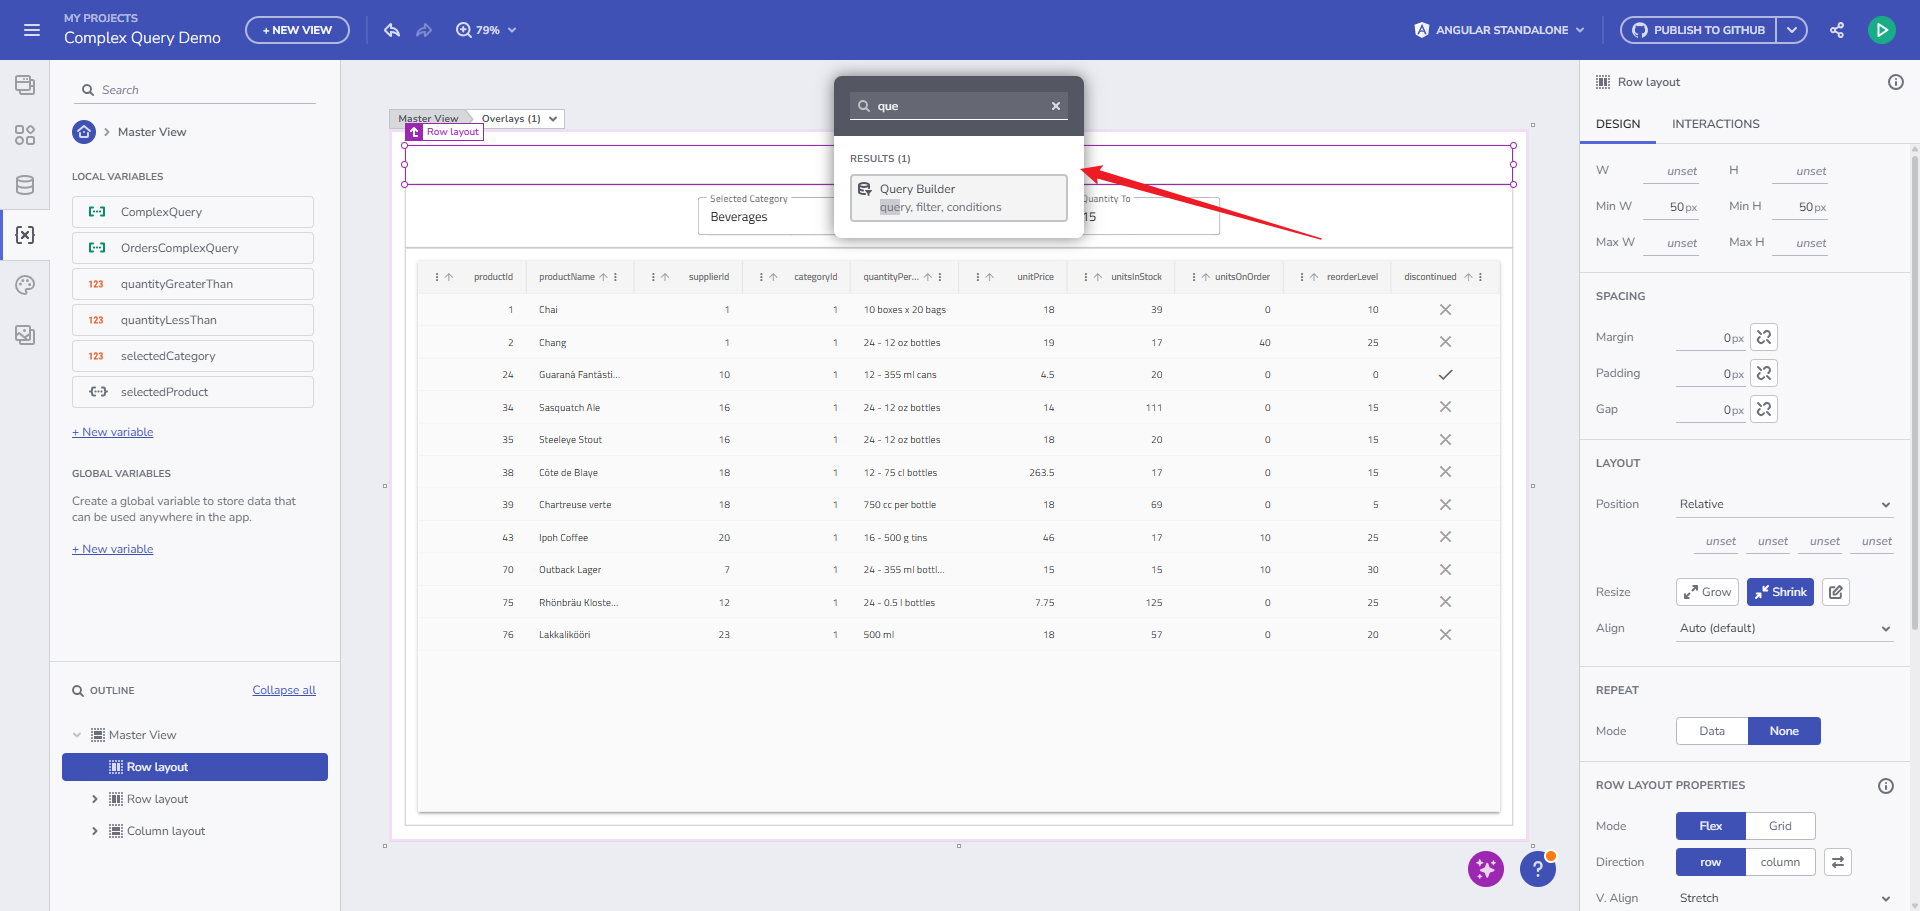 MY PROJECTS
Complex Query Demo
+ NEW VIEW
79%
ANGULAR STANDALONE
PUBLISH TO GITHUB
Search
Master View
LOCAL VARIABLES
ComplexQuery
OrdersComplexQuery
123 quantityGreaterThan
123 quantityLessThan
123 selectedCategory
selectedProduct
+ New variable
GLOBAL VARIABLES
Create a global variable to store data that
can be used anywhere in the app.
+ New variable
OUTLINE Collapse all
Master View
Row layout
Row layout
Column layout
Master View Overlays (1)
Row layout
que
RESULTS (1)
Query Builder
query, filter, conditions
Selected Category
Beverages
Quantity To
15
productId productName supplierId categoryId quantityPer... unitPrice unitsInStock unitsOnOrder reorderLevel discontinued
1 Chai 1 1 10 boxes x 20 bags 18 39 0 10
2 Chang 1 1 24 - 12 oz bottles 19 17 40 25
24 Guaraná Fantásti... 10 1 12 - 355 ml cans 4.5 20 0 0
34 Sasquatch Ale 16 1 24 - 12 oz bottles 14 111 0 15
35 Steeleye Stout 16 1 24 - 12 oz bottles 18 20 0 15
38 Côte de Blaye 18 1 12 - 75 cl bottles 263.5 17 0 15
39 Chartreuse verte 18 1 750 cc per bottle 18 69 0 5
43 Ipoh Coffee 20 1 16 - 500 g tins 46 17 10 25
70 Outback Lager 7 1 24 - 355 ml bottl... 15 15 10 30
75 Rhönbräu Kloste... 12 1 24 - 0.5 l bottles 7.75 125 0 25
76 Lakkalikööri 23 1 500 ml 18 57 0 20
Row layout
DESIGN INTERACTIONS
W unset H unset
Min W 50px Min H 50px
Max W unset Max H unset
SPACING
Margin 0px
Padding 0px
Gap 0px
LAYOUT
Position Relative
unset unset unset unset
Resize Grow Shrink
Align Auto (default)
REPEAT
Mode Data None
ROW LAYOUT PROPERTIES
Mode Flex Grid
Direction row column
V. Align Stretch